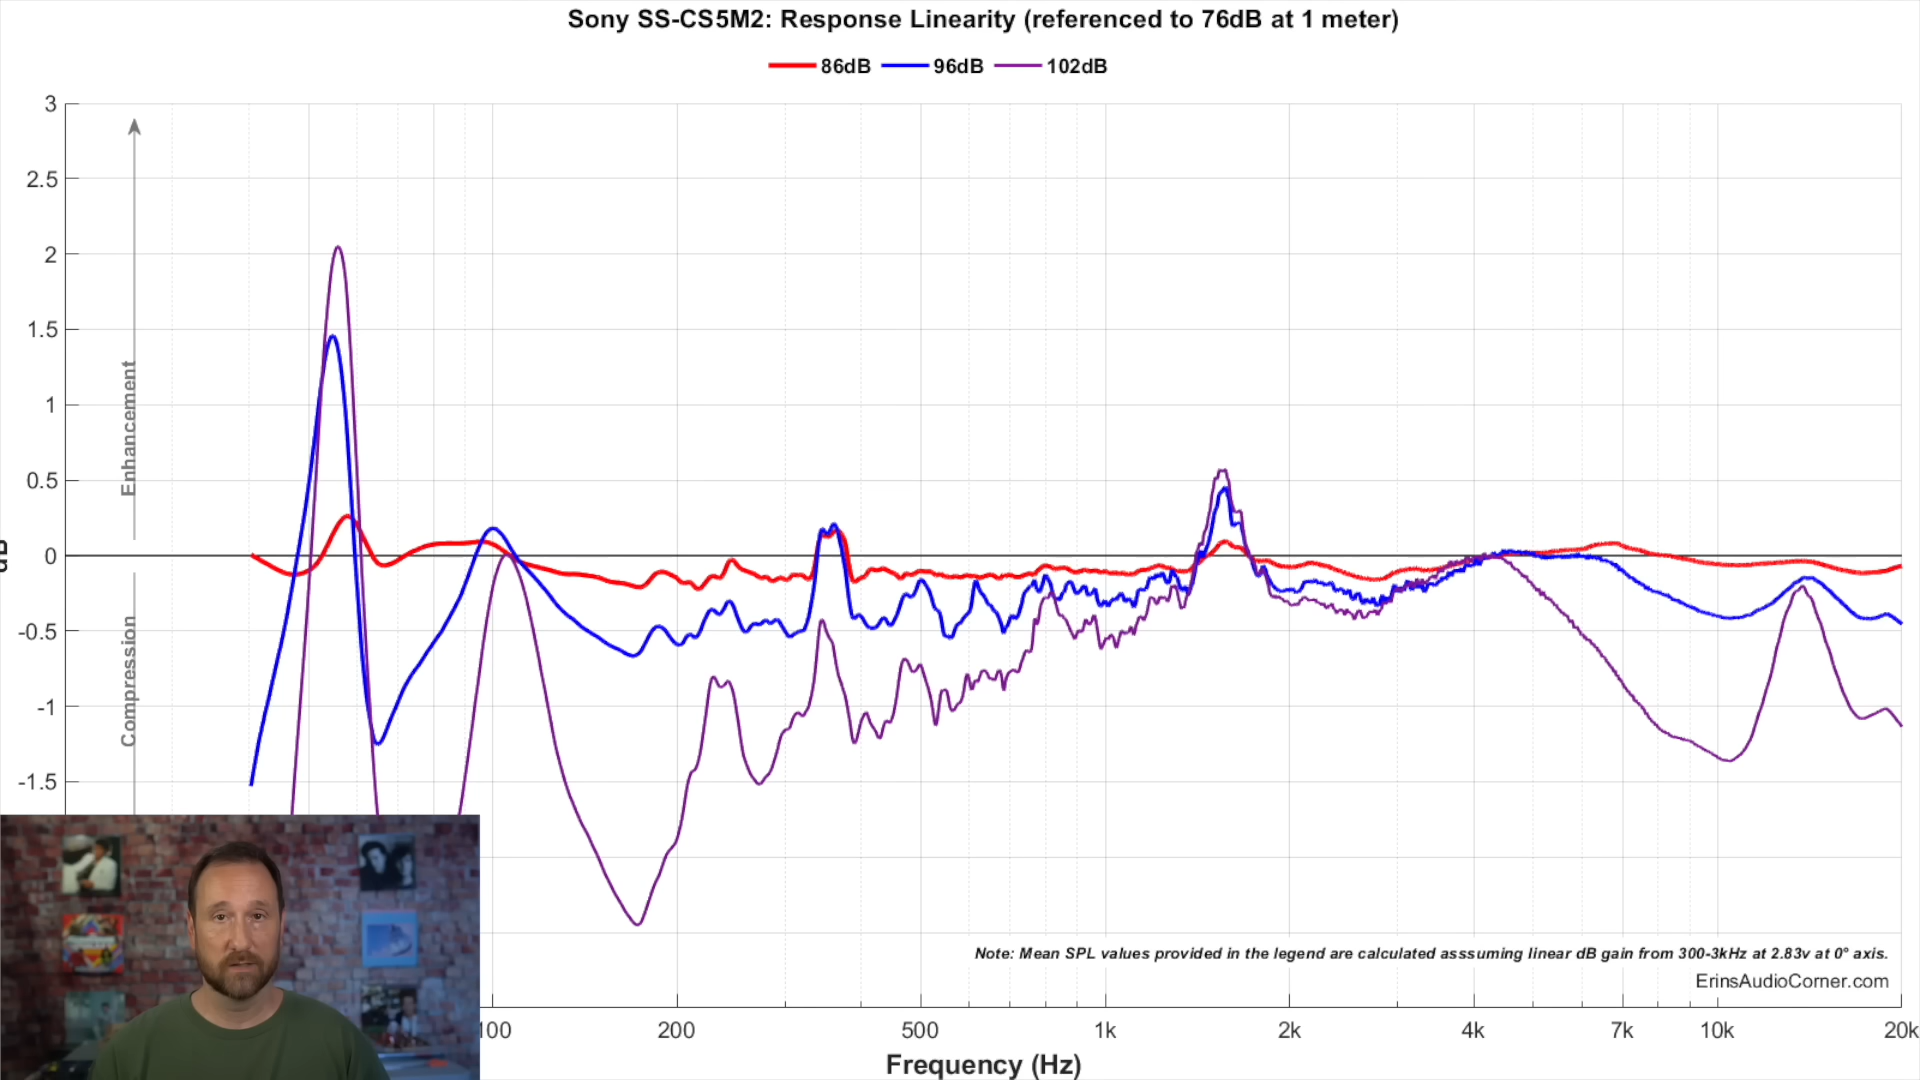 Sony SS-CS5M2: Response Linearity (referenced to 76dB at 1 meter)
86dB 96dB 102dB
3
2.5
2
1.5
1
0.5
0
-0.5
-1
-1.5
dB
Enhancement
Compression
Note: Mean SPL values provided in the legend are calculated asssuming linear dB gain from 300-3kHz at 2.83v at 0° axis.
ErinsAudioCorner.com
100 200 500 1k 2k 4k 7k 10k 20k
Frequency (Hz)